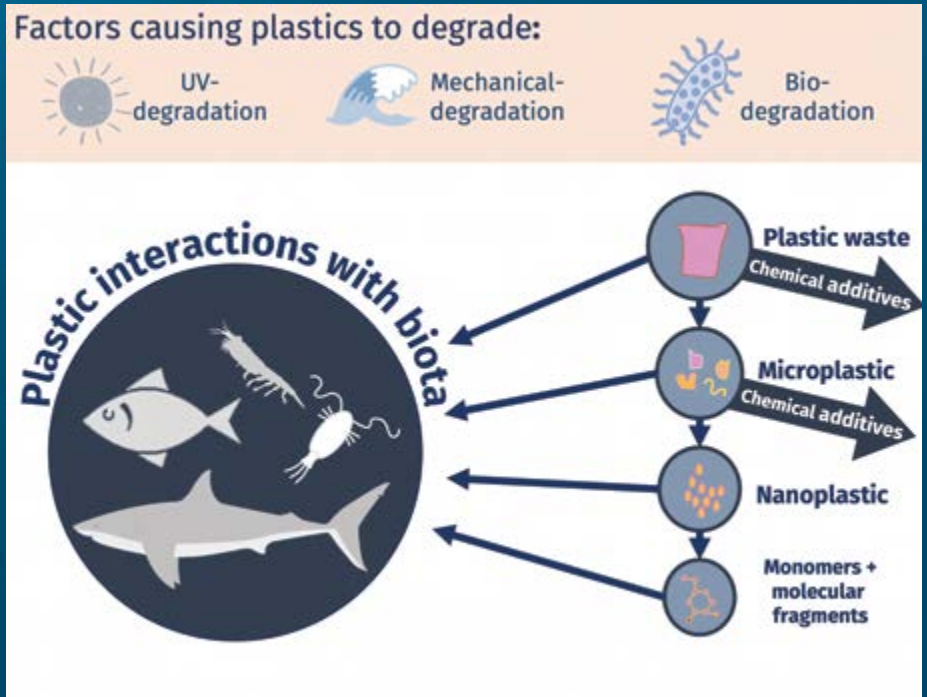 Factors causing plastics to degrade:
UV-
degradation
Mechanical-
degradation
Bio-
degradation
Plastic interactions with biota
Plastic waste
Chemical additives
Microplastic
Chemical additives
Nanoplastic
Monomers +
molecular
fragments